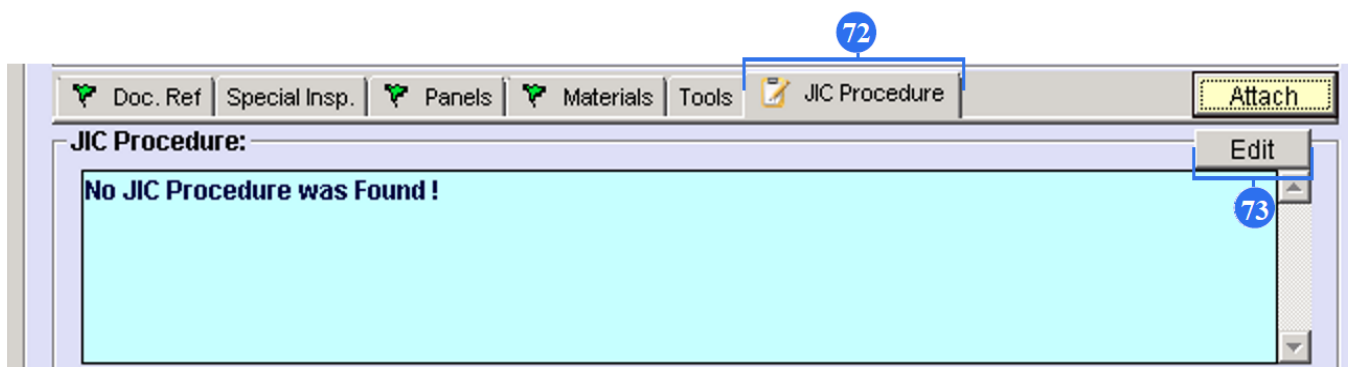 72
Doc. Ref Special Insp. Panels Materials Tools JIC Procedure Attach
JIC Procedure: Edit
No JIC Procedure was Found !
73